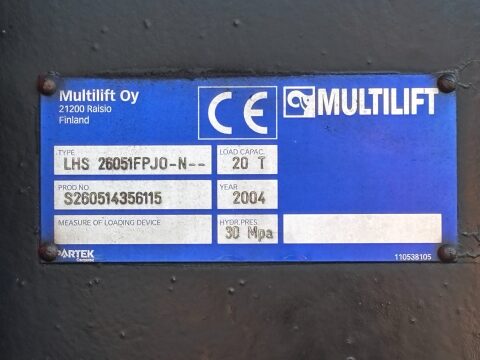 Multilift Oy
21200 Raisio
Finland
CE
MULTILIFT
TYPE
LHS 26051FPJO-N--
LOAD CAPAC.
20 T
PROD NO.
S260514356115
YEAR
2004
MEASURE OF LOADING DEVICE
HYDR.PRES.
30 Mpa
PARTEK
110538105